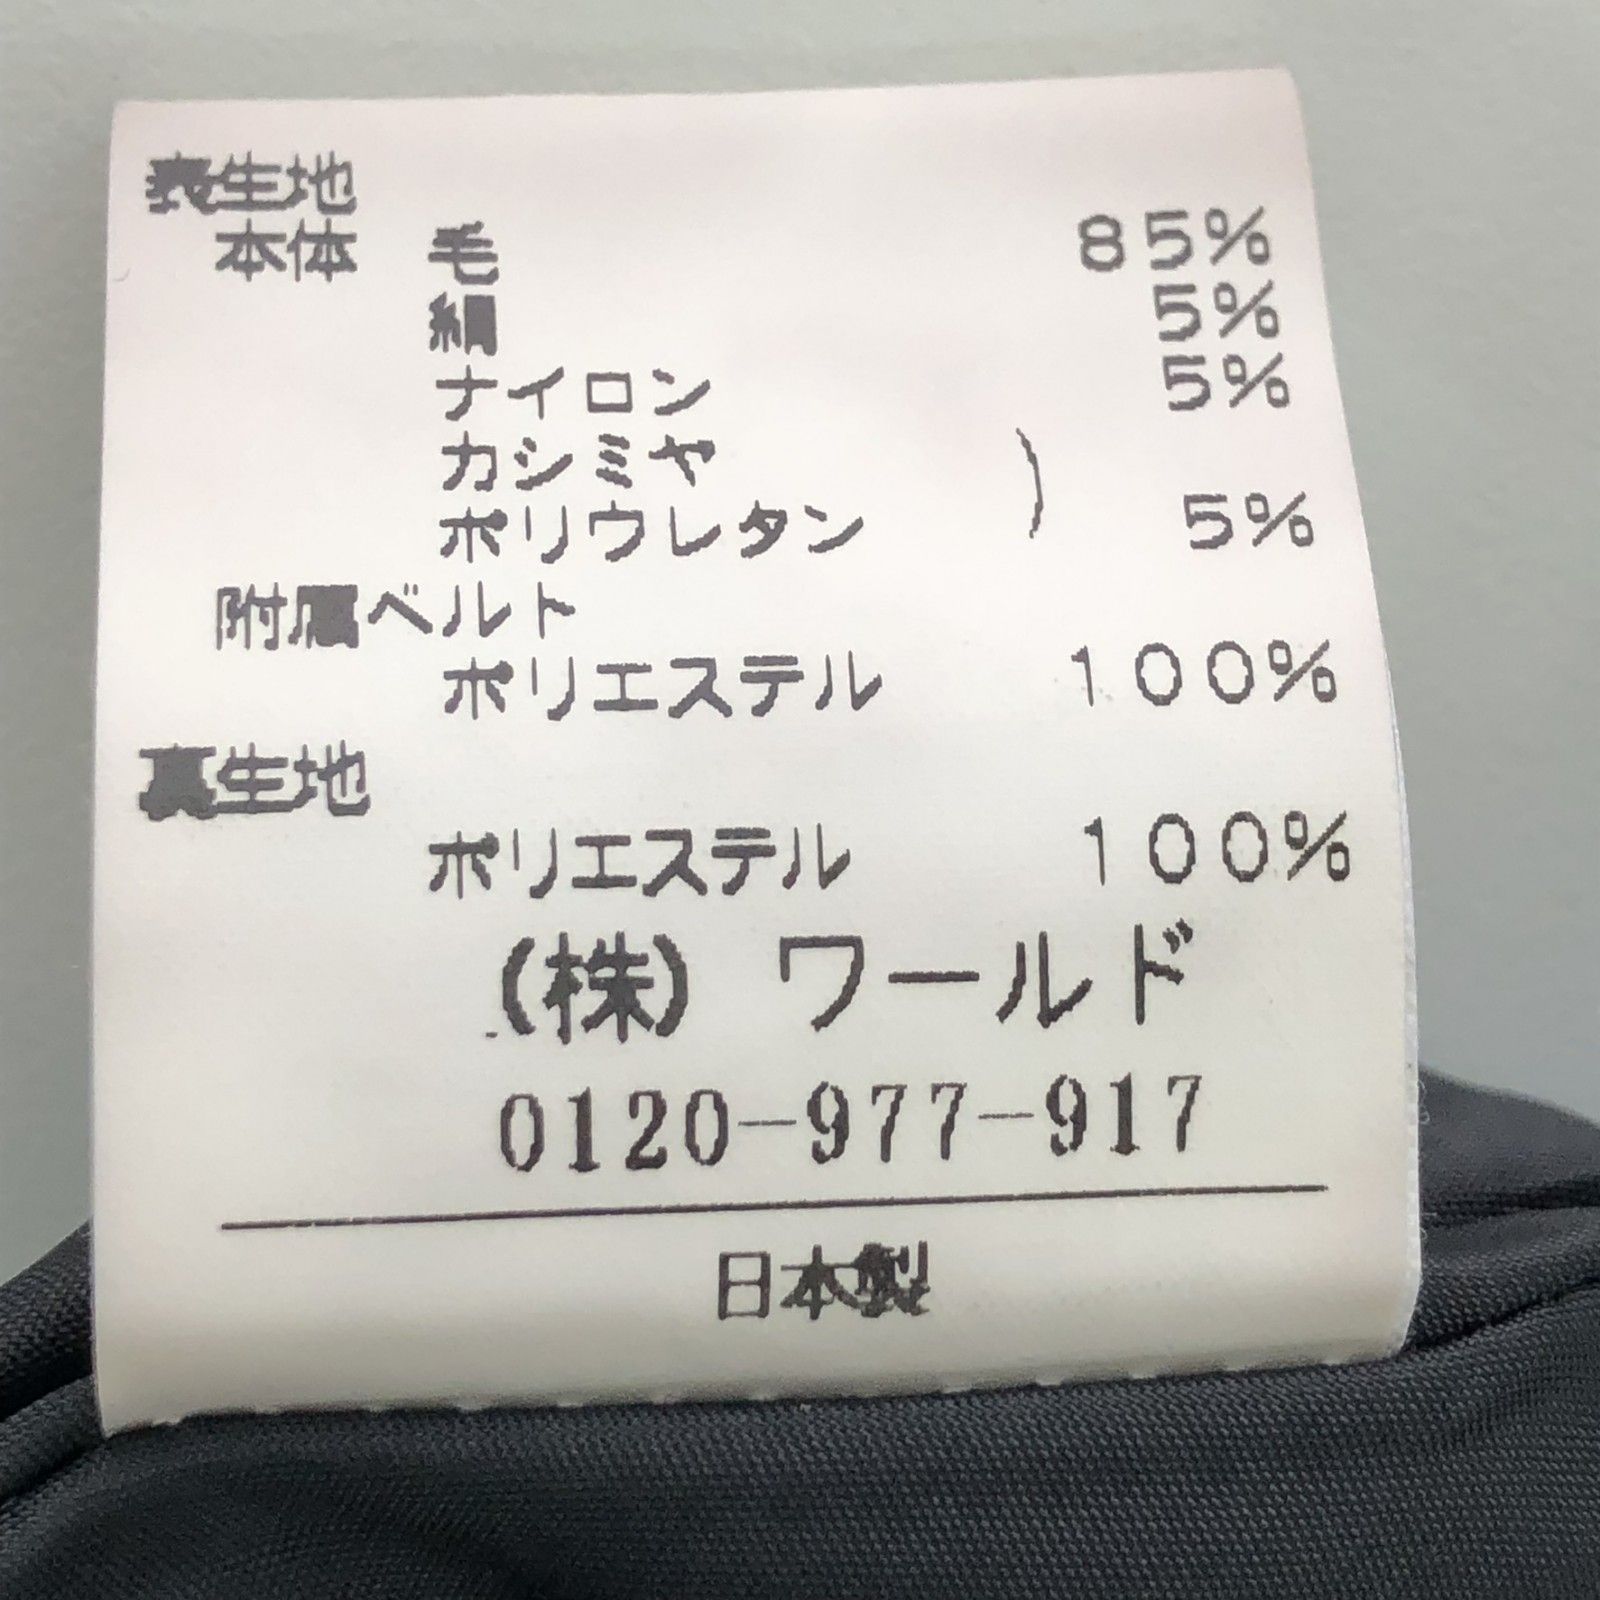 表生地
本体 毛 85%
絹 5%
ナイロン 5%
カシミヤ )
ポリウレタン 5%
附属ベルト
ポリエステル 100%
裏生地
ポリエステル 100%
(株) ワールド
0120-977-917
日本製